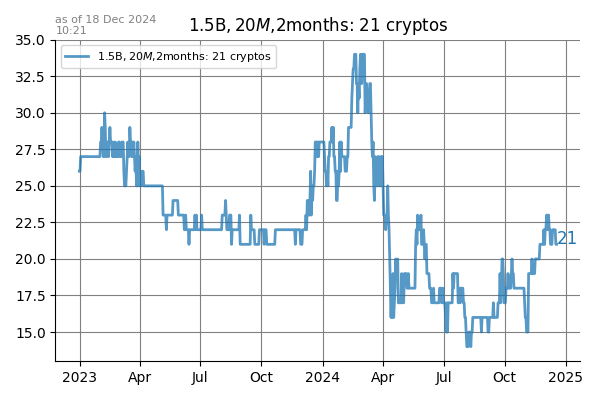 as of 18 Dec 2024
10:21
1.5B, 20M,2months: 21 cryptos
1.5B, 20M,2months: 21 cryptos
35.0
32.5
30.0
27.5
25.0
22.5
20.0
17.5
15.0
21
2023 Apr Jul Oct 2024 Apr Jul Oct 2025